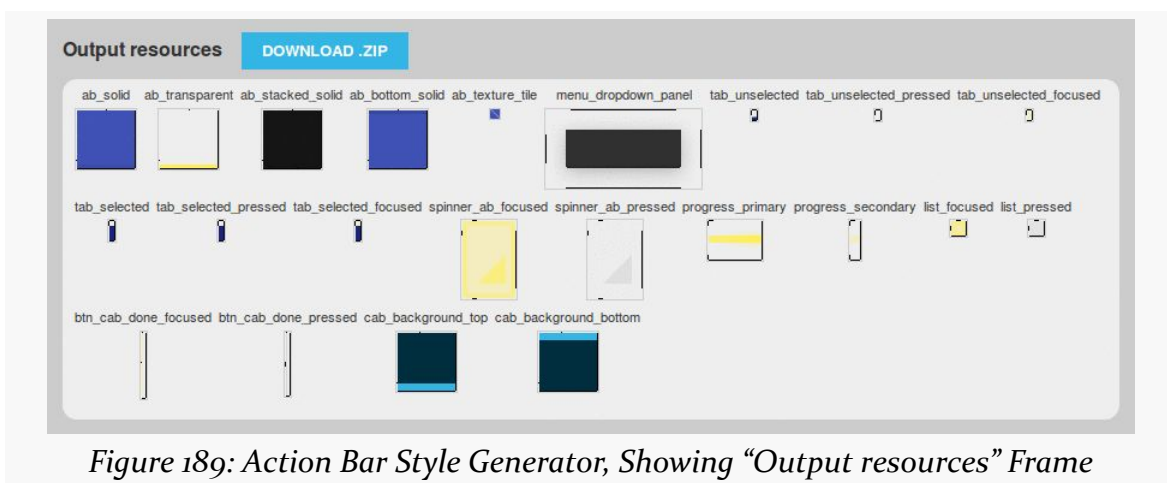 Output resources DOWNLOAD .ZIP
ab_solid ab_transparent ab_stacked_solid ab_bottom_solid ab_texture_tile menu_dropdown_panel tab_unselected tab_unselected_pressed tab_unselected_focused
tab_selected tab_selected_pressed tab_selected_focused spinner_ab_focused spinner_ab_pressed progress_primary progress_secondary list_focused list_pressed
btn_cab_done_focused btn_cab_done_pressed cab_background_top cab_background_bottom
Figure 189: Action Bar Style Generator, Showing “Output resources” Frame